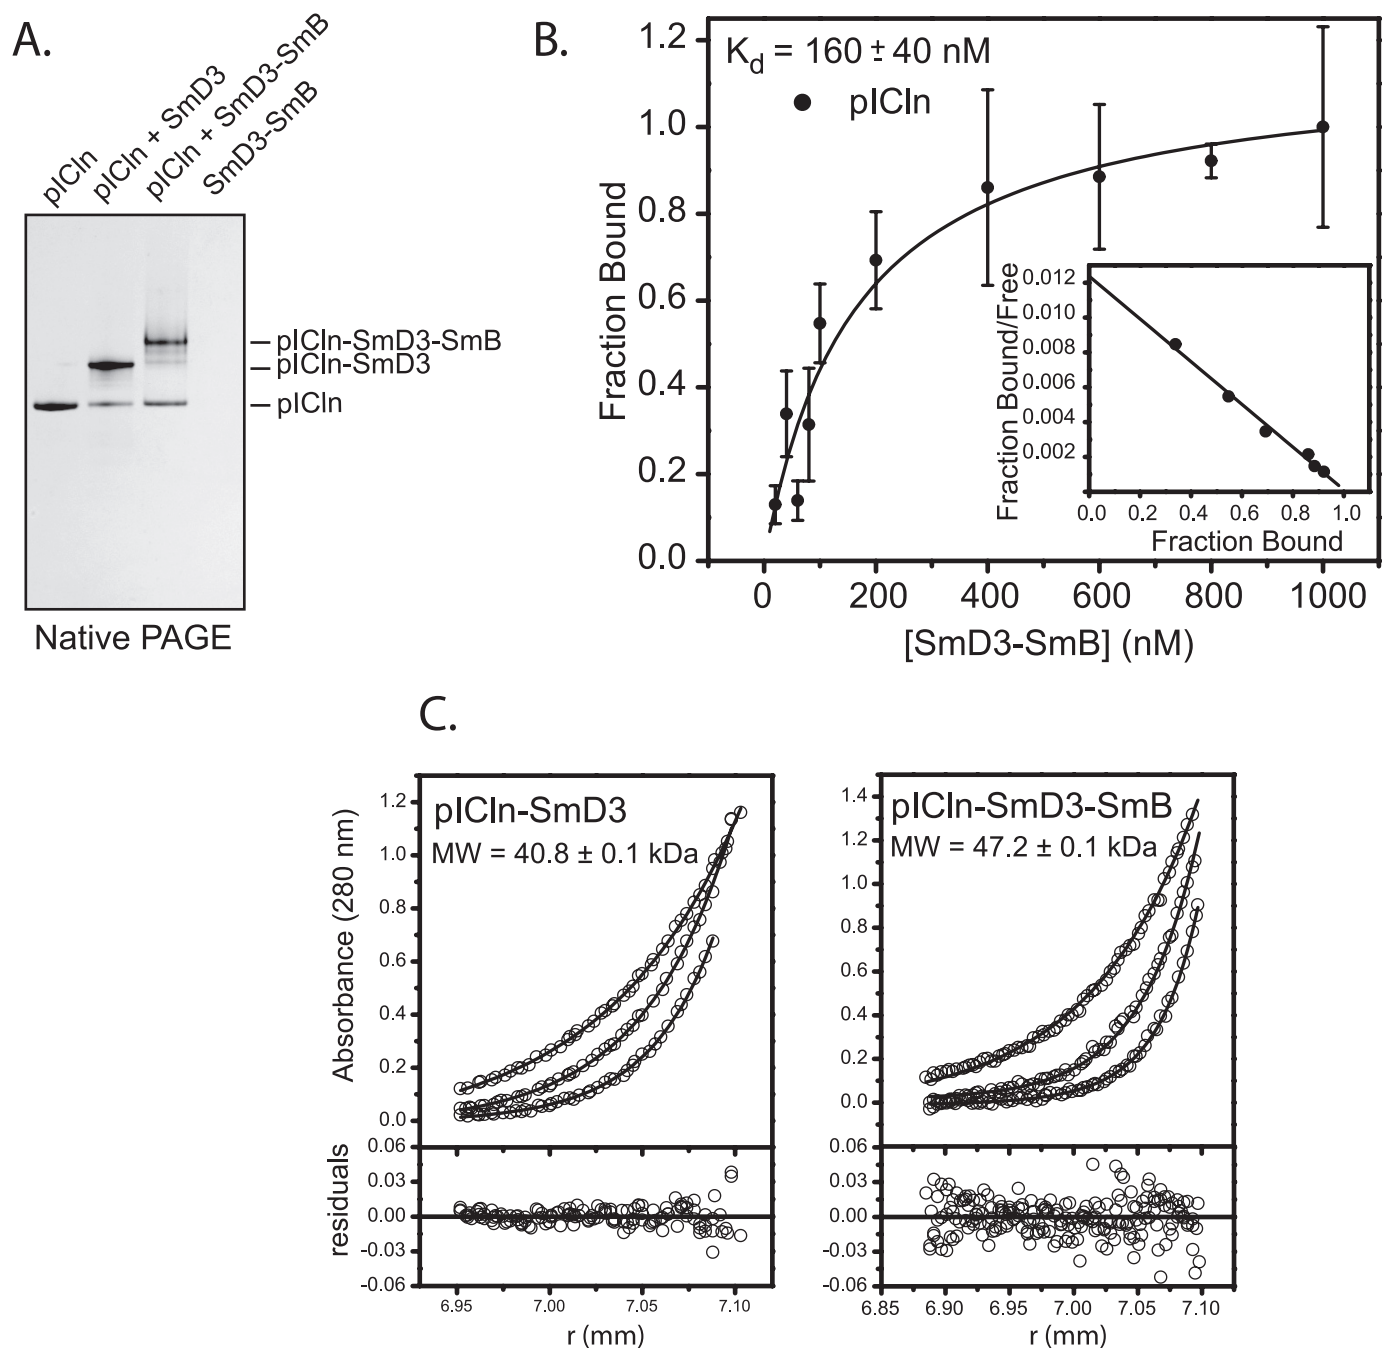 A.
pICln
pICln + SmD3
pICln + SmD3-SmB
SmD3-SmB
pICln-SmD3-SmB
pICln-SmD3
pICln
Native PAGE
B.
K_d = 160 ± 40 nM
pICln
Fraction Bound
1.2
1.0
0.8
0.6
0.4
0.2
0.0
0 200 400 600 800 1000
[SmD3-SmB] (nM)
Fraction Bound/Free
0.012
0.010
0.008
0.006
0.004
0.002
0.0 0.2 0.4 0.6 0.8 1.0
Fraction Bound
C.
pICln-SmD3
MW = 40.8 ± 0.1 kDa
Absorbance (280 nm)
1.2
1.0
0.8
0.6
0.4
0.2
0.0
residuals
0.06
0.03
0.00
-0.03
-0.06
6.95 7.00 7.05 7.10
r (mm)
pICln-SmD3-SmB
MW = 47.2 ± 0.1 kDa
1.4
1.2
1.0
0.8
0.6
0.4
0.2
0.0
0.06
0.03
0.00
-0.03
-0.06
6.85 6.90 6.95 7.00 7.05 7.10
r (mm)